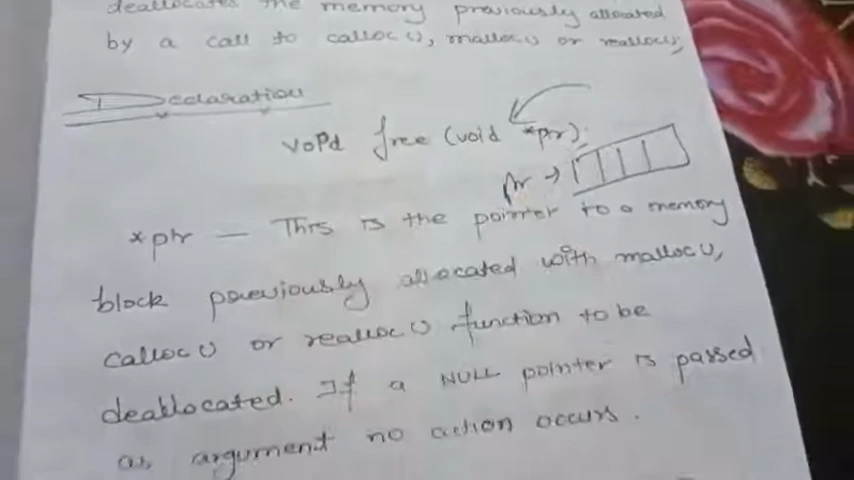 deallocates the memory previously allocated
by a call to calloc(), malloc() or realloc();
Declaration
void free (void *ptr);
ptr →
*ptr — This is the pointer to a memory
block previously allocated with malloc(),
calloc() or realloc() function to be
deallocated. If a NULL pointer is passed
as argument no action occurs.